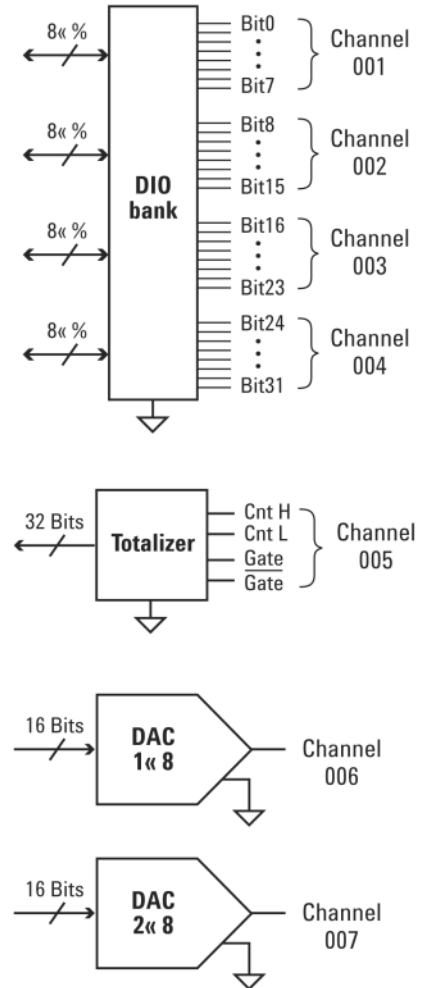 8« %
Bit0
Bit7
Channel
001
8« %
Bit8
Bit15
Channel
002
DIO
bank
8« %
Bit16
Bit23
Channel
003
8« %
Bit24
Bit31
Channel
004
32 Bits
Totalizer
Cnt H
Cnt L
Gate
Gate
Channel
005
16 Bits
DAC
1« 8
Channel
006
16 Bits
DAC
2« 8
Channel
007